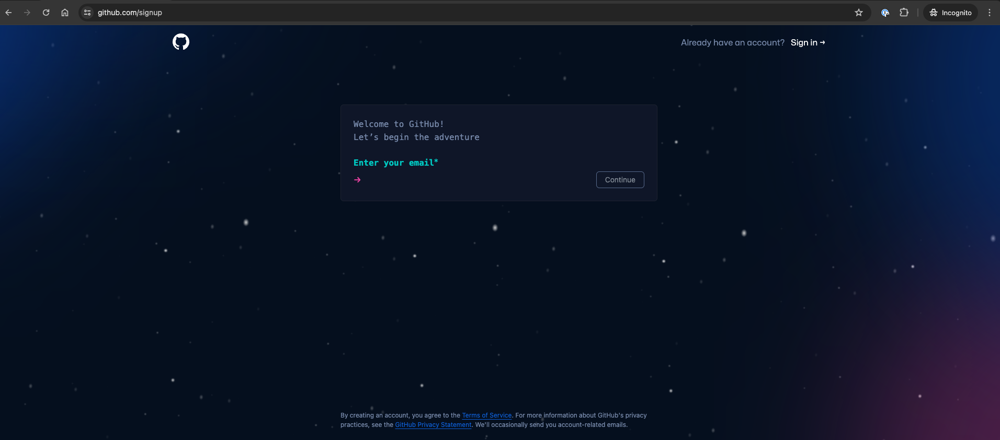 github.com/signup
Incognito
Already have an account? Sign in →
Welcome to GitHub!
Let’s begin the adventure
Enter your email*
→
Continue
By creating an account, you agree to the Terms of Service. For more information about GitHub's privacy
practices, see the GitHub Privacy Statement. We'll occasionally send you account-related emails.